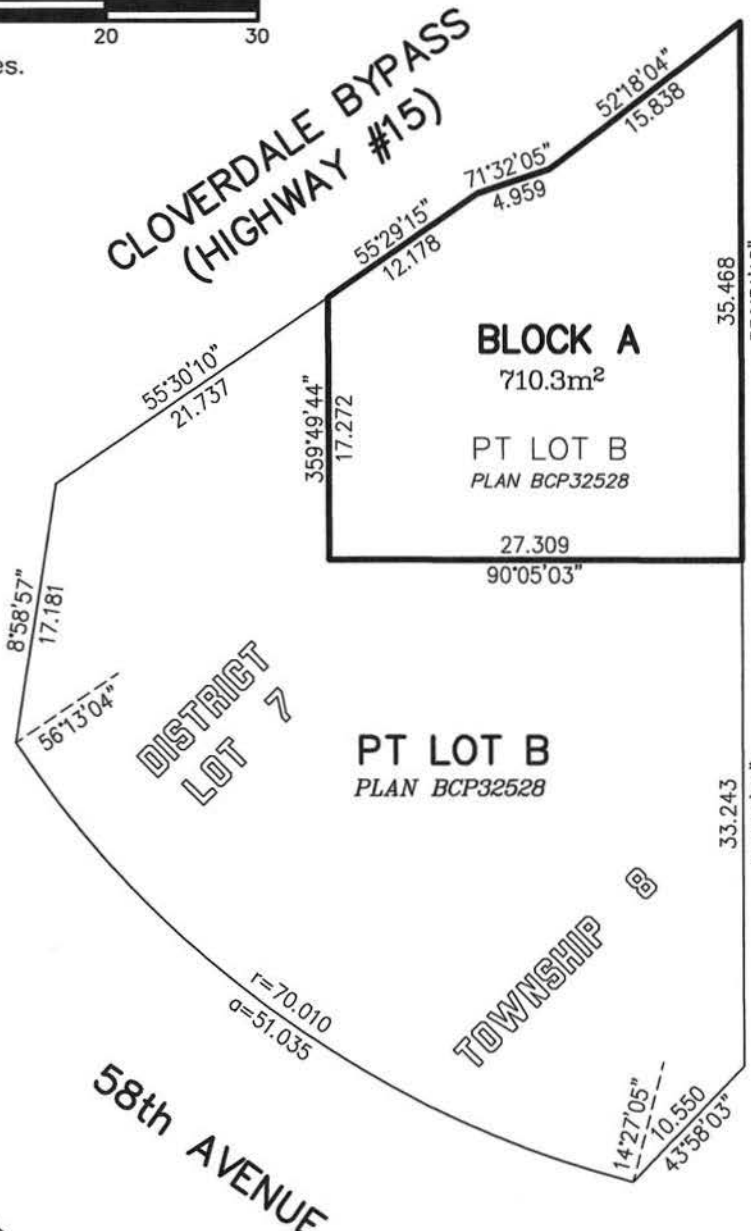 20 30
es.
CLOVERDALE BYPASS
(HIGHWAY #15)
52°18'04"
15.838
71°32'05"
4.959
55°29'15"
12.178
55°30'10"
21.737
359°49'44"
17.272
35.468
BLOCK A
710.3m²
PT LOT B
PLAN BCP32528
27.309
90°05'03"
8°58'57"
17.181
56°13'04"
DISTRICT
LOT 7
PT LOT B
PLAN BCP32528
33.243
TOWNSHIP 8
r=70.010
a=51.035
14°27'05"
10.550
43°58'03"
58th AVENUE